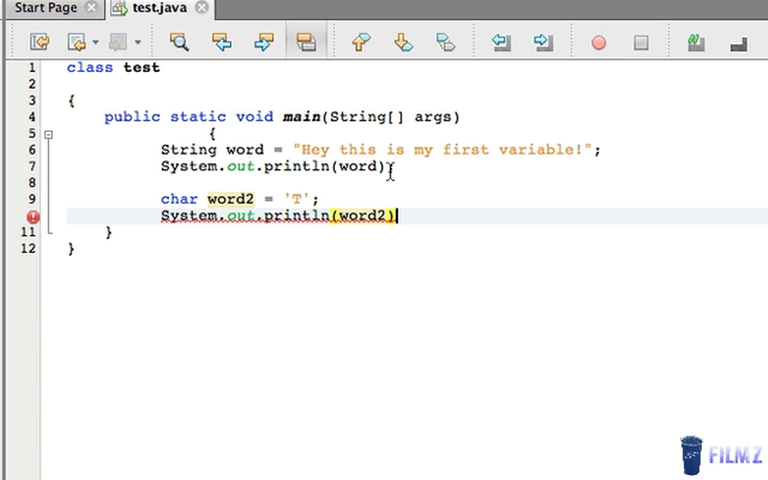 Start Page test.java
1 class test
2
3 {
4 public static void main(String[] args)
5 {
6 String word = "Hey this is my first variable!";
7 System.out.println(word);
8
9 char word2 = 'T';
System.out.println(word2)
11 }
12 }
FILMZ